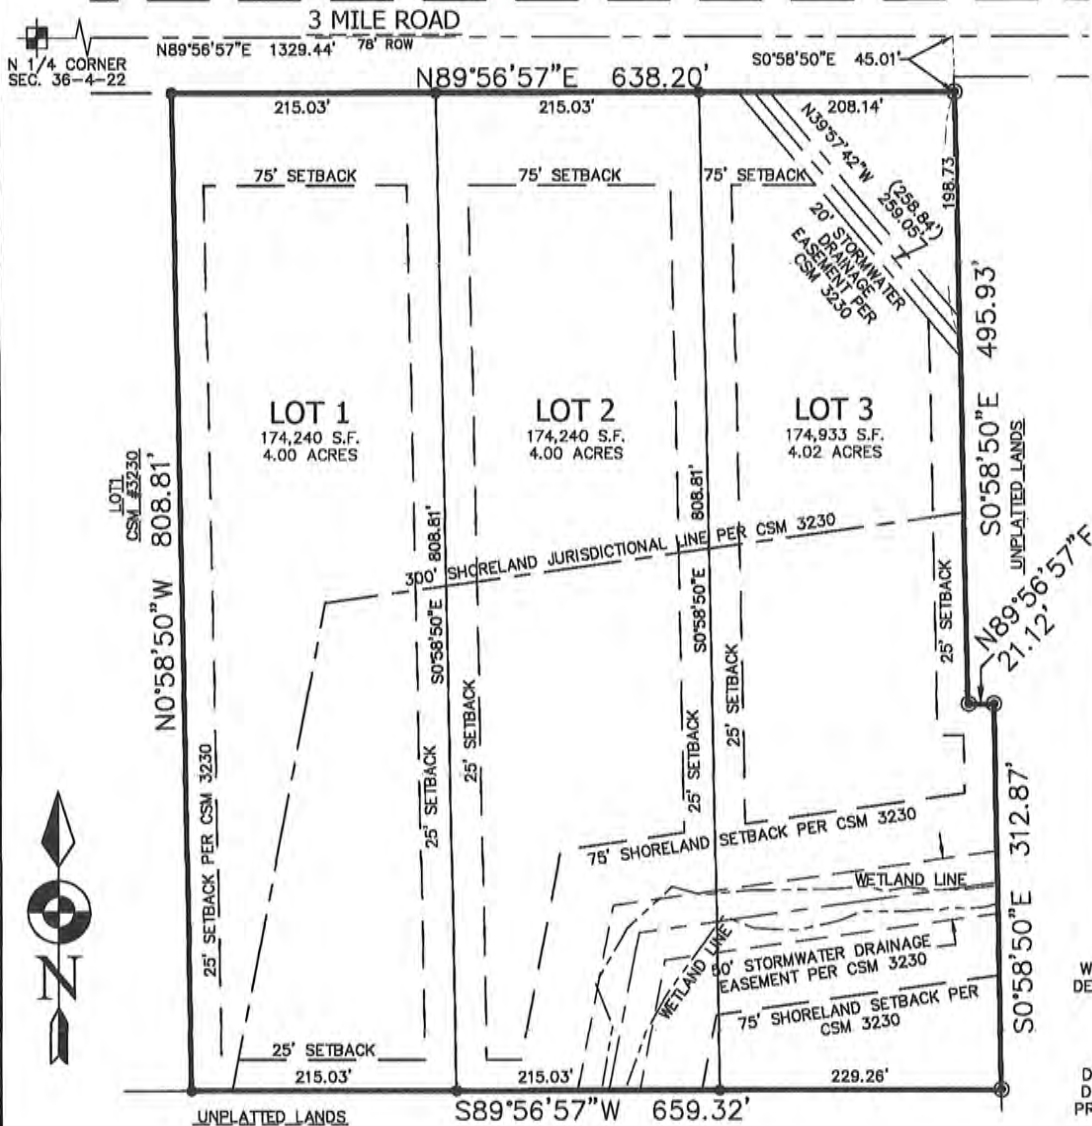 3 MILE ROAD
76' ROW
N89°56'57"E 1329.44'
N 1/4 CORNER
SEC. 36-4-22
S0°58'50"E 45.01'
N89°56'57"E 638.20'
215.03'
215.03'
208.14'
75' SETBACK
75' SETBACK
75' SETBACK
N39°57'42"W
(258.84')
259.05'
198.73
20' STORMWATER
DRAINAGE
EASEMENT PER
CSM 3230
S0°58'50"E 495.93'
UNPLATTED LANDS
LOT 1
174,240 S.F.
4.00 ACRES
LOT 2
174,240 S.F.
4.00 ACRES
LOT 3
174,933 S.F.
4.02 ACRES
LOT1
CSM #3230
N0°58'50"W 808.81'
S0°58'50"E 808.81'
S0°58'50"E 808.81'
300' SHORELAND JURISDICTIONAL LINE PER CSM 3230
25' SETBACK
N89°56'57"E
21.12'
25' SETBACK PER CSM 3230
25' SETBACK
25' SETBACK
25' SETBACK
25' SETBACK
75' SHORELAND SETBACK PER CSM 3230
S0°58'50"E 312.87'
WETLAND LINE
WETLAND LINE
50' STORMWATER DRAINAGE
EASEMENT PER CSM 3230
75' SHORELAND SETBACK PER
CSM 3230
N
25' SETBACK
215.03'
215.03'
229.26'
UNPLATTED LANDS
S89°56'57"W 659.32'
W
DE
D
D
PR